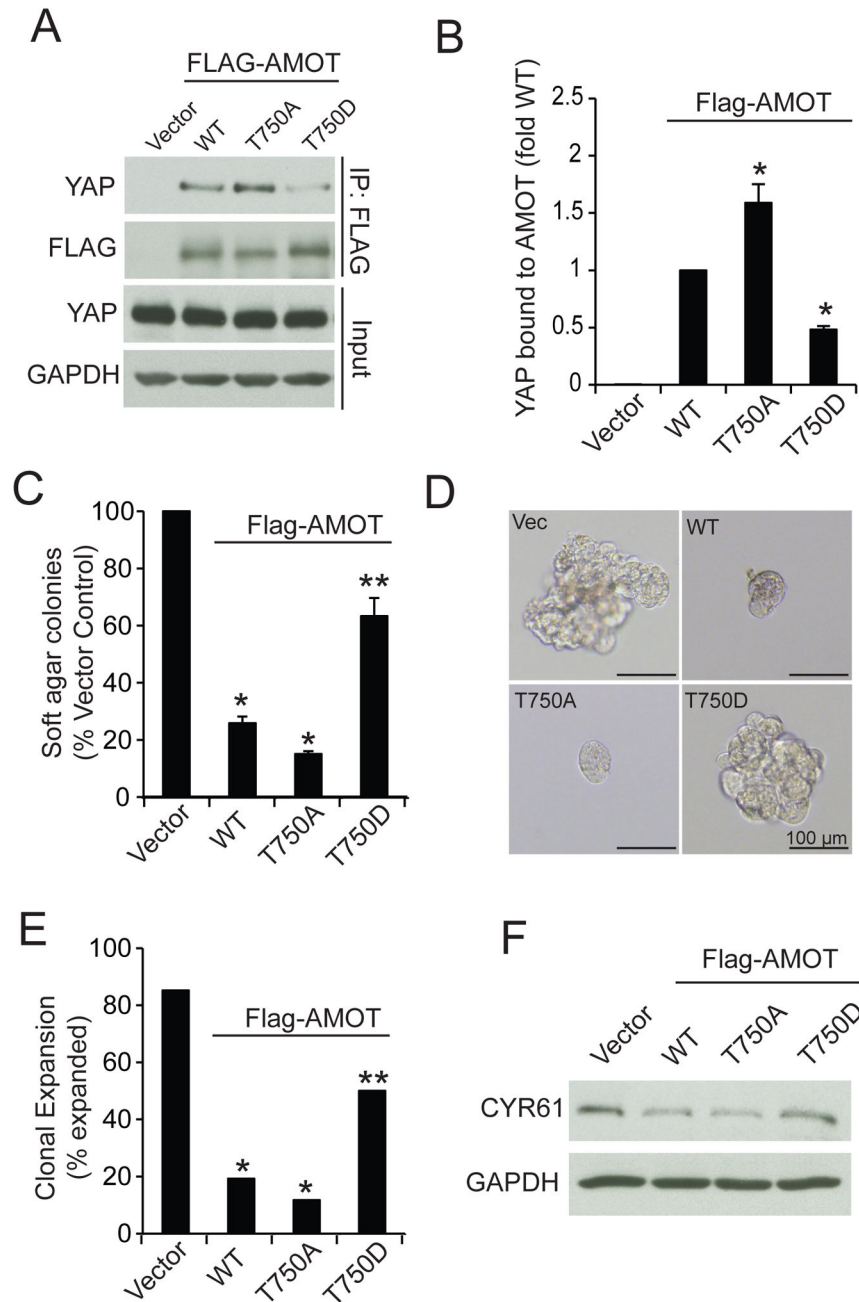 A
FLAG-AMOT
Vector
WT
T750A
T750D
YAP
FLAG
YAP
GAPDH
IP: FLAG
Input
B
YAP bound to AMOT (fold WT)
2.5
2
1.5
1
0.5
0
Flag-AMOT
*
*
Vector
WT
T750A
T750D
C
Soft agar colonies
(% Vector Control)
100
80
60
40
20
0
Flag-AMOT
*
*
**
Vector
WT
T750A
T750D
D
Vec
WT
T750A
T750D
100 µm
E
Clonal Expansion
(% expanded)
100
80
60
40
20
0
Flag-AMOT
*
*
**
Vector
WT
T750A
T750D
F
Flag-AMOT
Vector
WT
T750A
T750D
CYR61
GAPDH